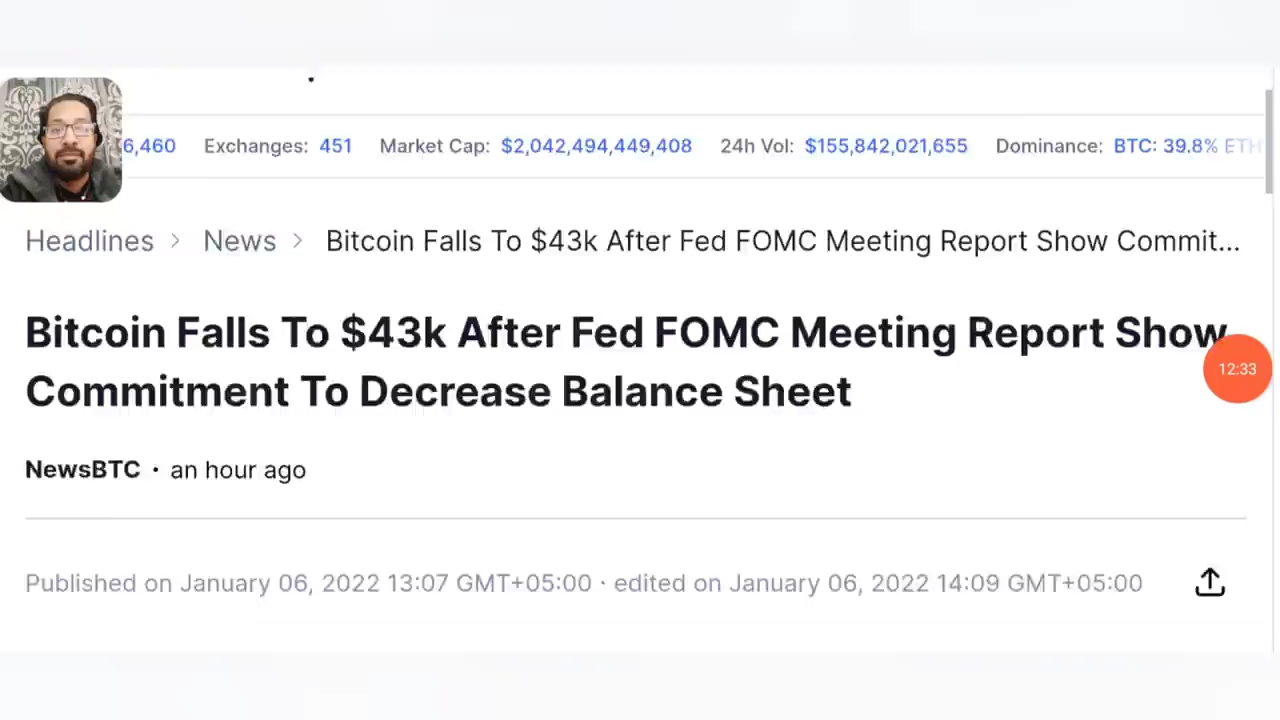 6,460 Exchanges: 451 Market Cap: $2,042,494,449,408 24h Vol: $155,842,021,655 Dominance: BTC: 39.8% ETH
Headlines > News > Bitcoin Falls To $43k After Fed FOMC Meeting Report Show Commit...
Bitcoin Falls To $43k After Fed FOMC Meeting Report Show
Commitment To Decrease Balance Sheet
12:33
NewsBTC · an hour ago
Published on January 06, 2022 13:07 GMT+05:00 · edited on January 06, 2022 14:09 GMT+05:00